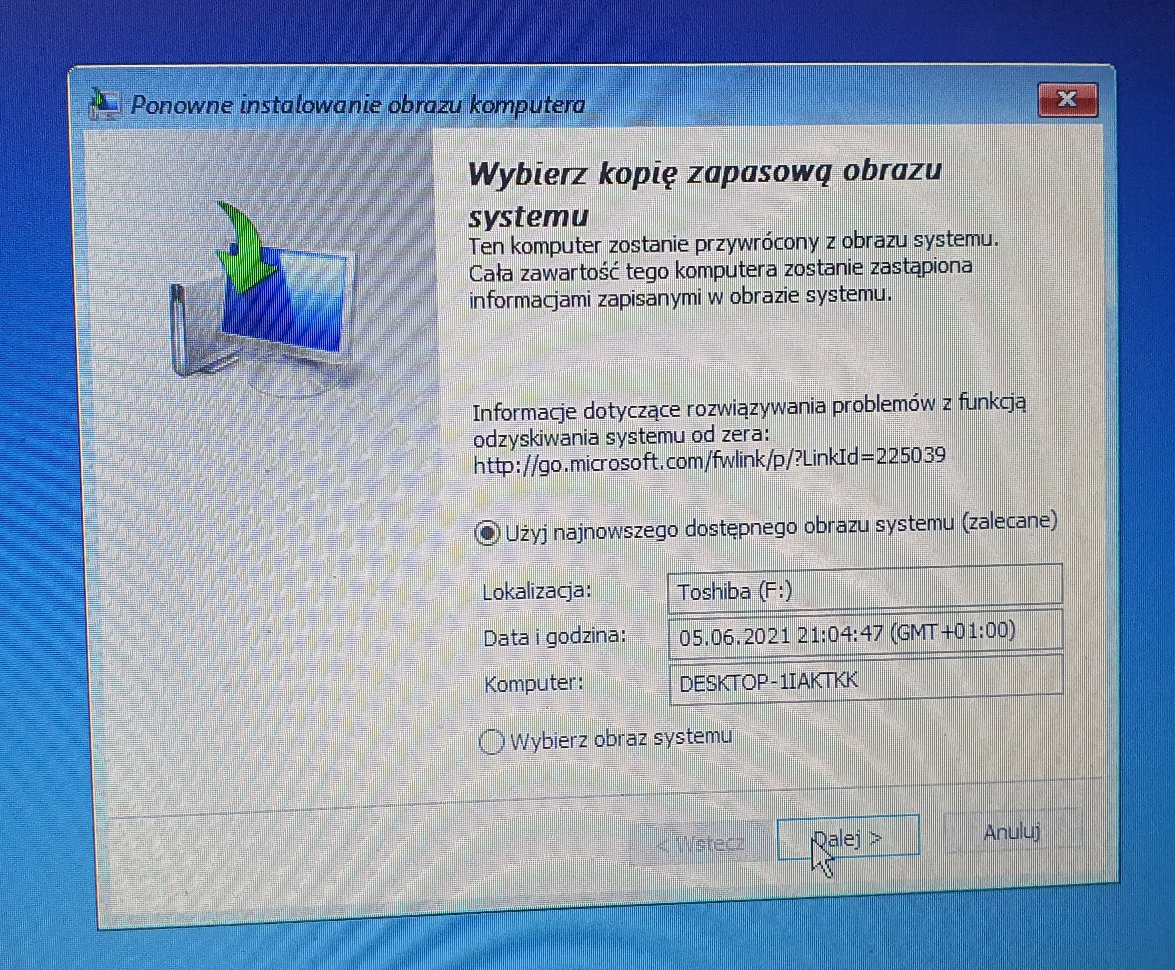 Ponowne instalowanie obrazu komputera
Wybierz kopię zapasową obrazu
systemu
Ten komputer zostanie przywrócony z obrazu systemu.
Cała zawartość tego komputera zostanie zastąpiona
informacjami zapisanymi w obrazie systemu.
Informacje dotyczące rozwiązywania problemów z funkcją
odzyskiwania systemu od zera:
http://go.microsoft.com/fwlink/p/?LinkId=225039
Użyj najnowszego dostępnego obrazu systemu (zalecane)
Lokalizacja: Toshiba (F:)
Data i godzina: 05.06.2021 21:04:47 (GMT+01:00)
Komputer: DESKTOP-1IAKTKK
Wybierz obraz systemu
< Wstecz Dalej > Anuluj